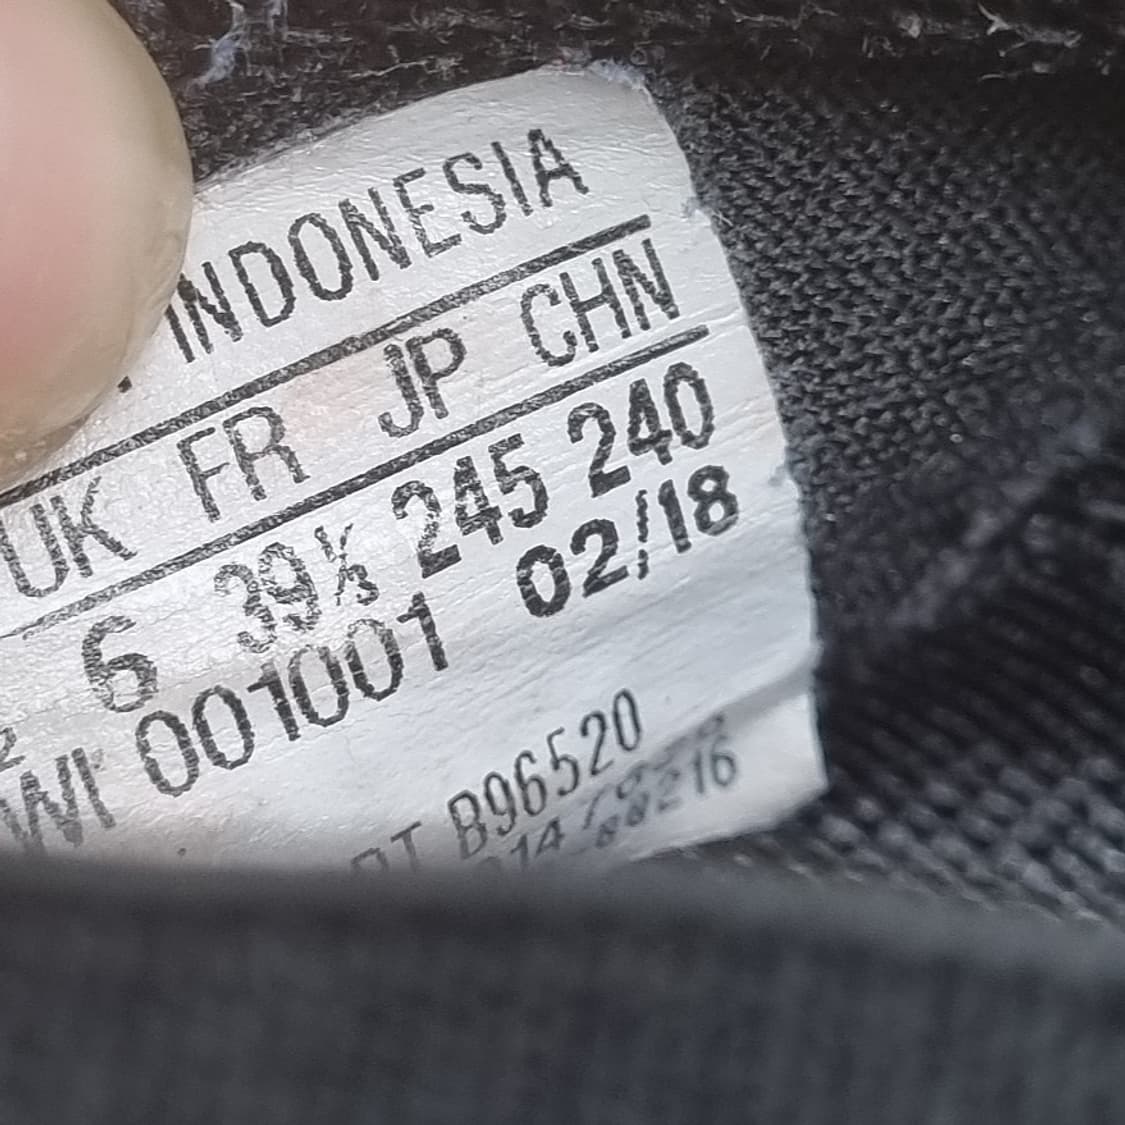 INDONESIA
UK FR JP CHN
6 39⅓ 245 240
001001 02/18
B96520